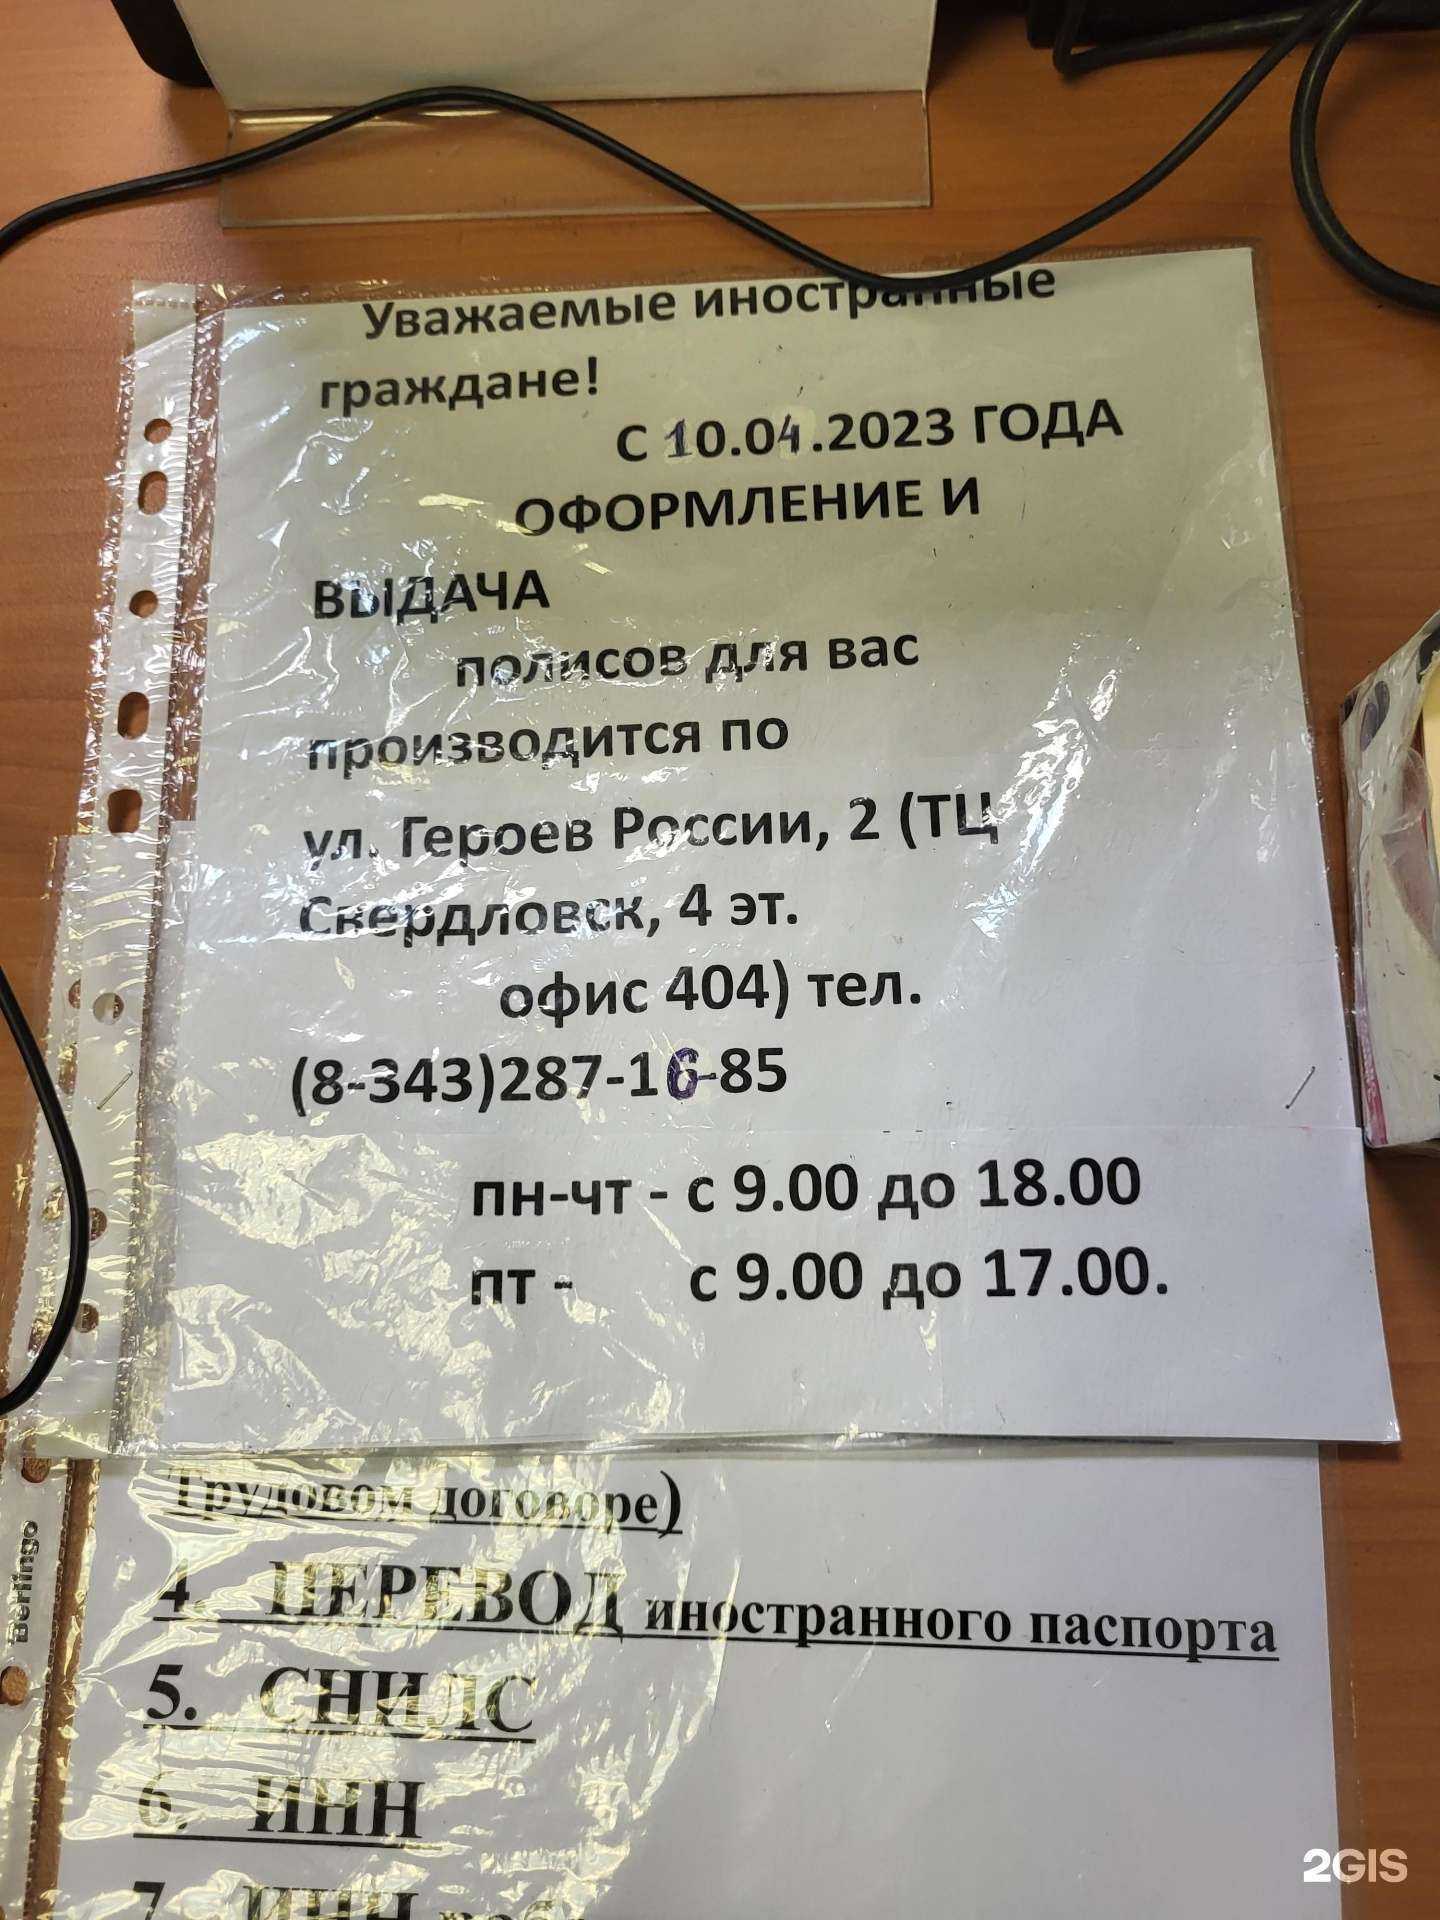 Уважаемые иностранные
граждане!
С 10.04.2023 ГОДА
ОФОРМЛЕНИЕ И
ВЫДАЧА
полисов для вас
производится по
ул. Героев России, 2 (ТЦ
Свердловск, 4 эт.
офис 404) тел.
(8-343)287-16-85
пн-чт - с 9.00 до 18.00
пт - с 9.00 до 17.00.
Трудовом договоре)
4. ПЕРЕВОД иностранного паспорта
5. СНИЛС
6. ИНН
7. ИНН
Berlingo
2GIS